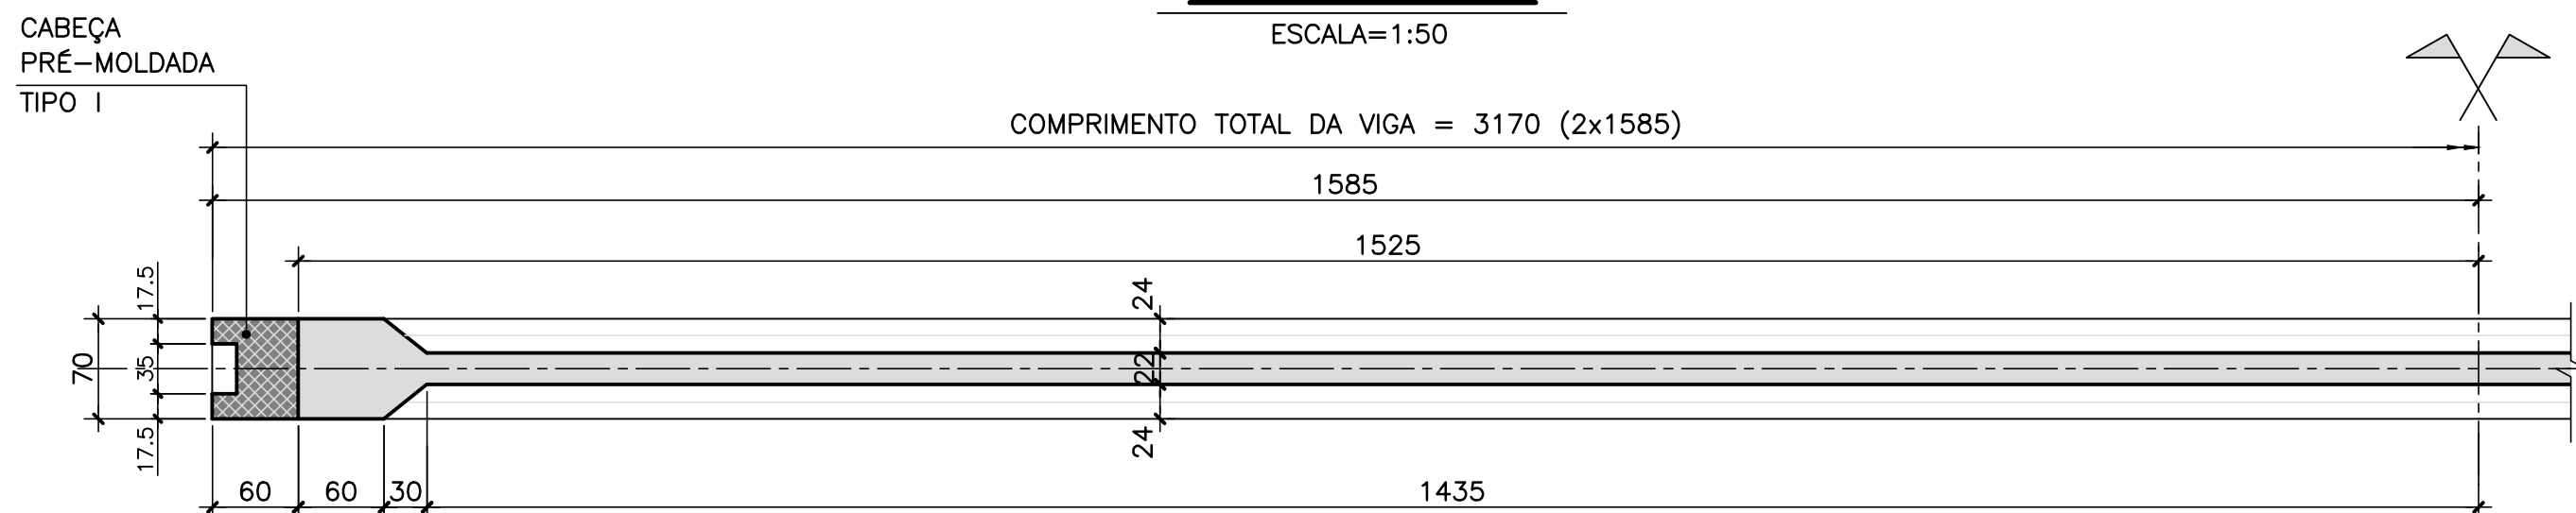 ESCALA=1:50
CABEÇA
PRÉ-MOLDADA
TIPO I
COMPRIMENTO TOTAL DA VIGA = 3170 (2x1585)
1585
1525
17.5
24
70
35
22
17.5
24
60
60
30
1435